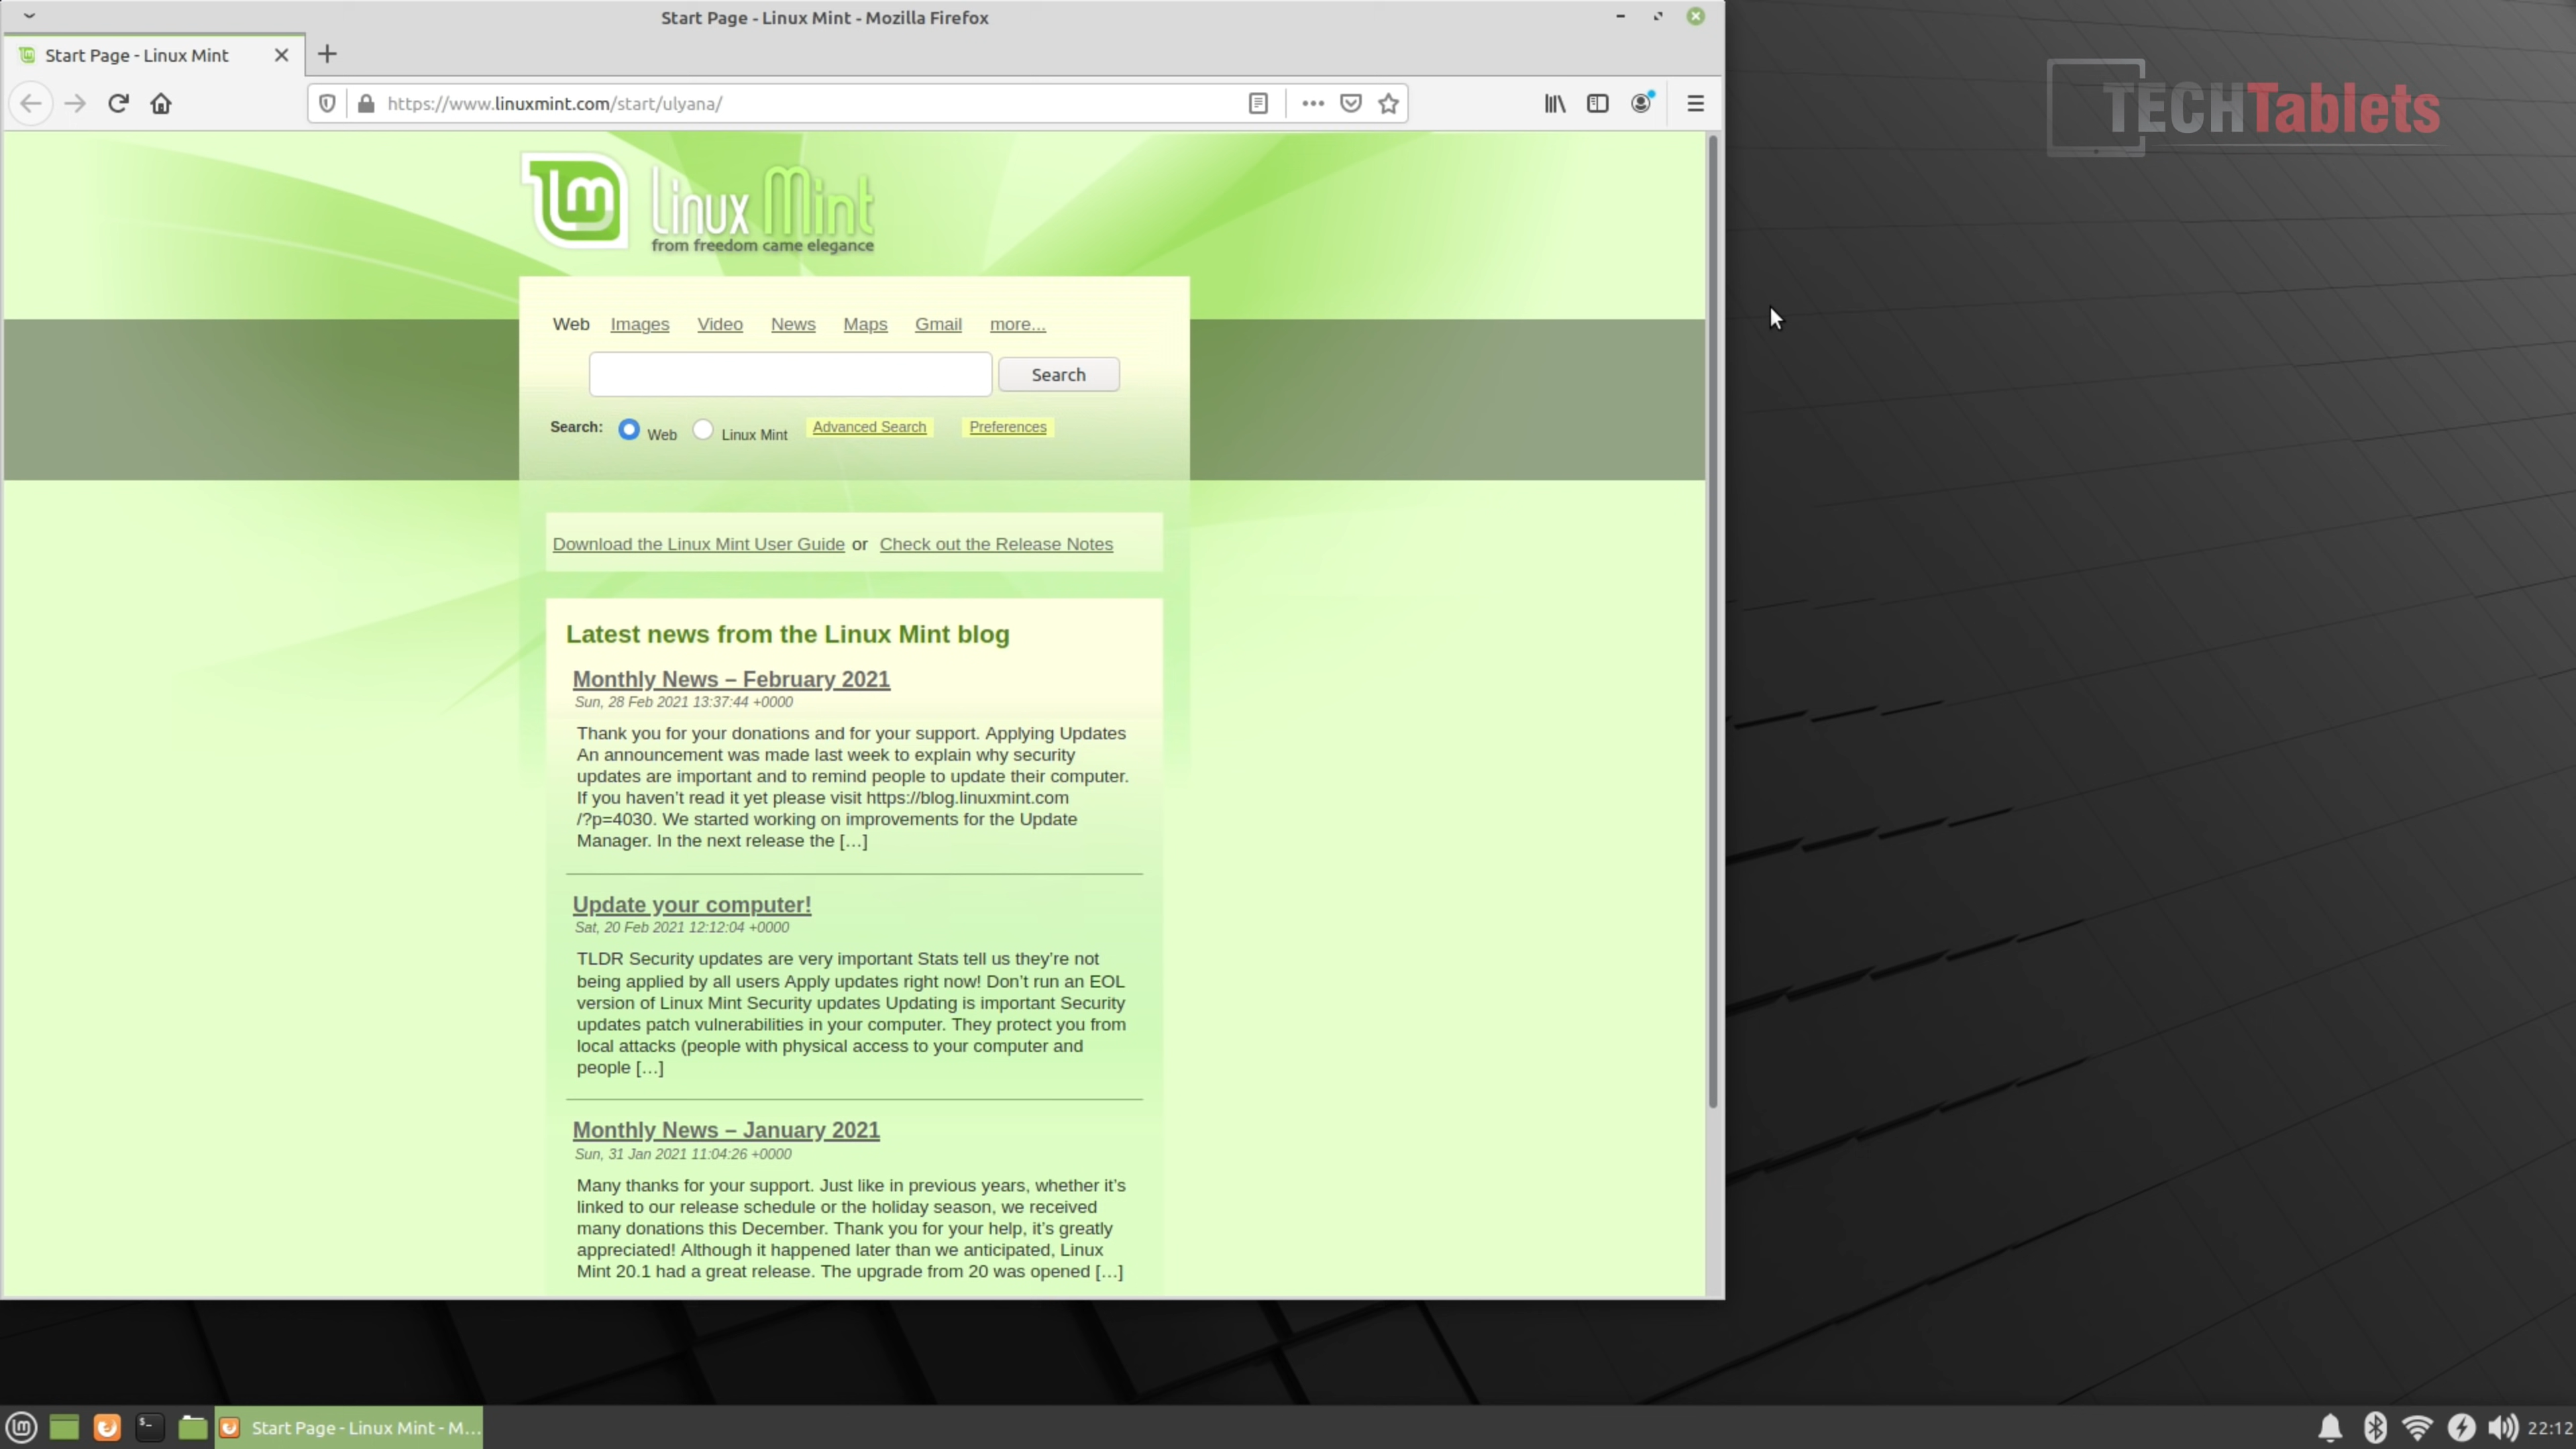 Start Page - Linux Mint - Mozilla Firefox
Start Page - Linux Mint
https://www.linuxmint.com/start/ulyana/
TECHTablets
lm Linux Mint
from freedom came elegance
Web Images Video News Maps Gmail more...
Search
Search: Web Linux Mint Advanced Search Preferences
Download the Linux Mint User Guide or Check out the Release Notes
Latest news from the Linux Mint blog
Monthly News – February 2021
Sun, 28 Feb 2021 13:37:44 +0000
Thank you for your donations and for your support. Applying Updates
An announcement was made last week to explain why security
updates are important and to remind people to update their computer.
If you haven’t read it yet please visit https://blog.linuxmint.com
/?p=4030. We started working on improvements for the Update
Manager. In the next release the […]
Update your computer!
Sat, 20 Feb 2021 12:12:04 +0000
TLDR Security updates are very important Stats tell us they’re not
being applied by all users Apply updates right now! Don’t run an EOL
version of Linux Mint Security updates Updating is important Security
updates patch vulnerabilities in your computer. They protect you from
local attacks (people with physical access to your computer and
people […]
Monthly News – January 2021
Sun, 31 Jan 2021 11:04:26 +0000
Many thanks for your support. Just like in previous years, whether it’s
linked to our release schedule or the holiday season, we received
many donations this December. Thank you for your help, it’s greatly
appreciated! Although it happened later than we anticipated, Linux
Mint 20.1 had a great release. The upgrade from 20 was opened […]
Start Page - Linux Mint - M...
22:12